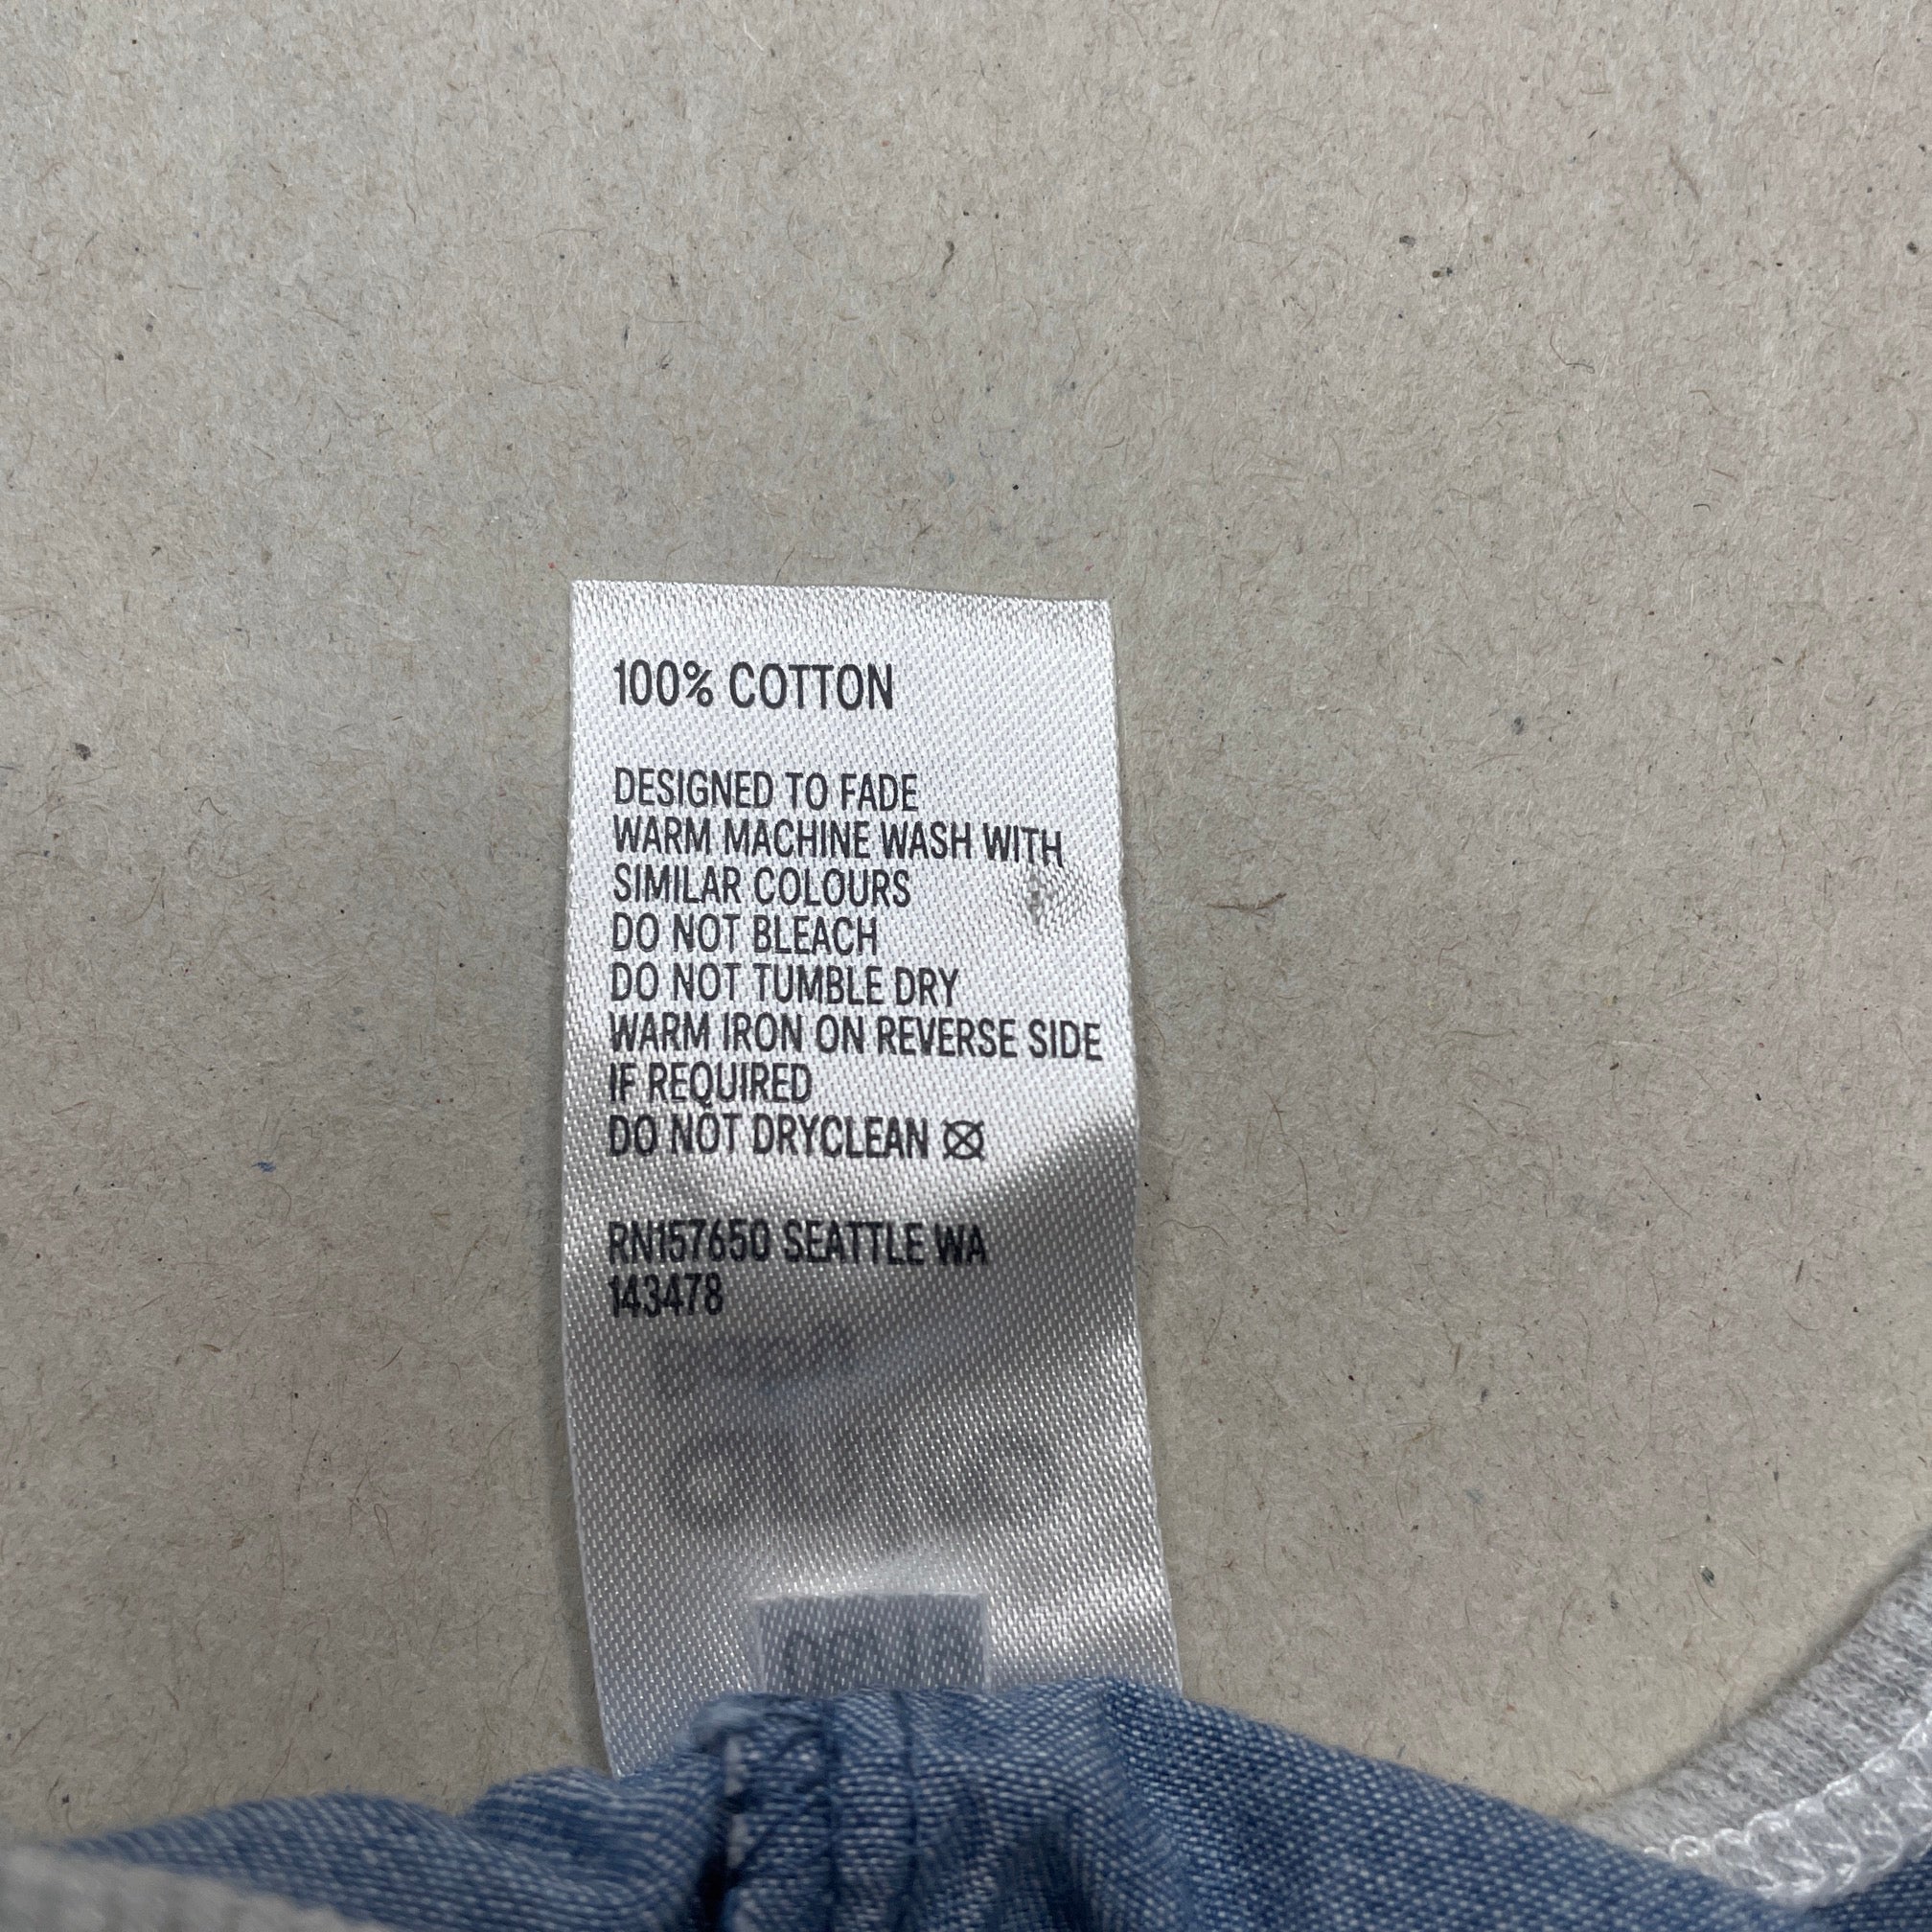 100% COTTON
DESIGNED TO FADE
WARM MACHINE WASH WITH
SIMILAR COLOURS
DO NOT BLEACH
DO NOT TUMBLE DRY
WARM IRON ON REVERSE SIDE
IF REQUIRED
DO NOT DRYCLEAN
RN157650 SEATTLE WA
143478